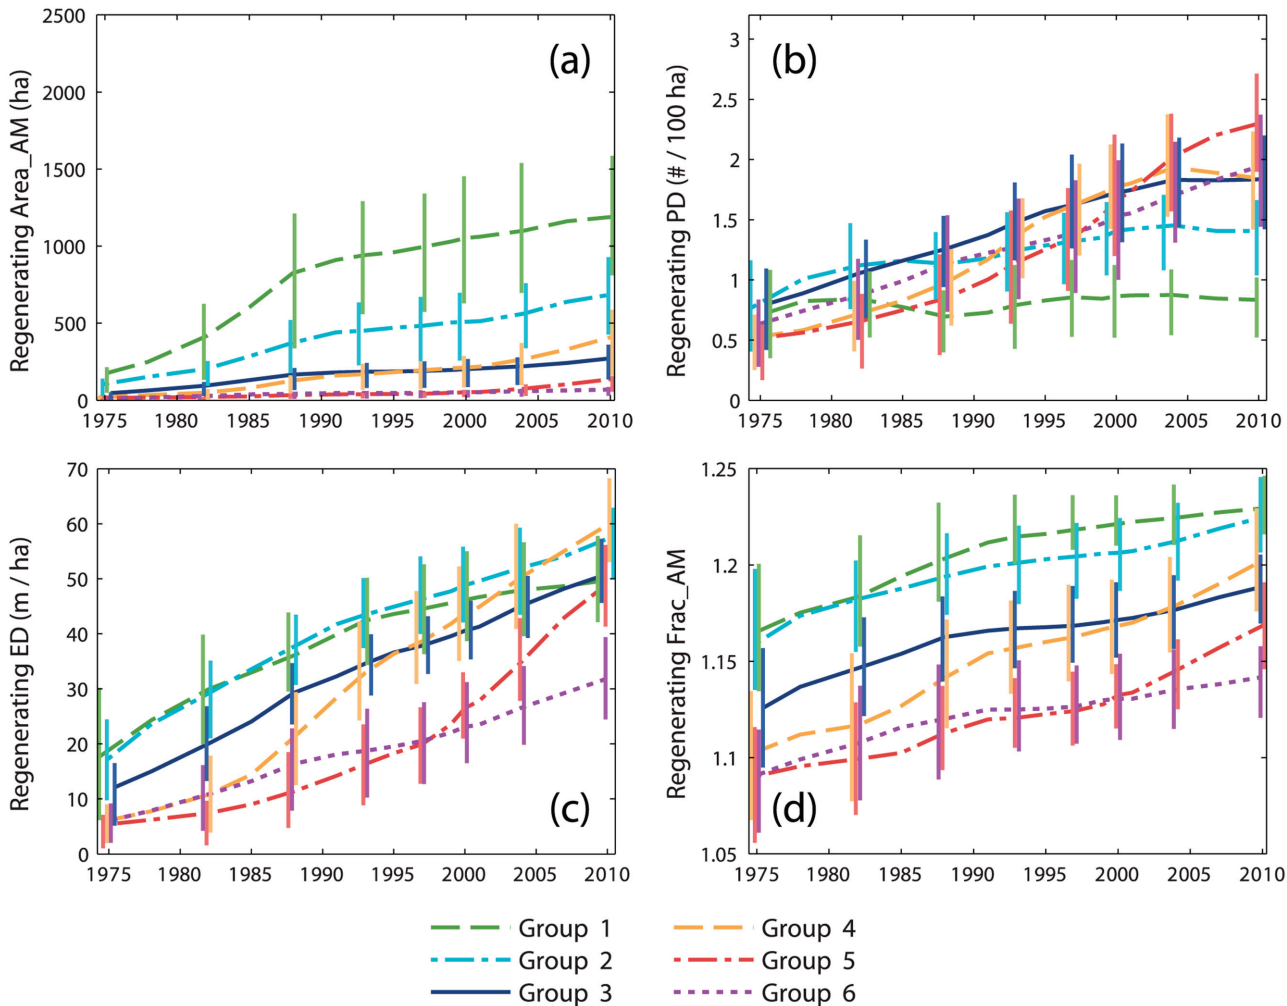 (a)
Regenerating Area_AM (ha)
2500
2000
1500
1000
500
0
1975 1980 1985 1990 1995 2000 2005 2010
(b)
Regenerating PD (# / 100 ha)
3
2.5
2
1.5
1
0.5
0
1975 1980 1985 1990 1995 2000 2005 2010
(c)
Regenerating ED (m / ha)
70
60
50
40
30
20
10
0
1975 1980 1985 1990 1995 2000 2005 2010
(d)
Regenerating Frac_AM
1.25
1.2
1.15
1.1
1.05
1975 1980 1985 1990 1995 2000 2005 2010
Group 1
Group 2
Group 3
Group 4
Group 5
Group 6